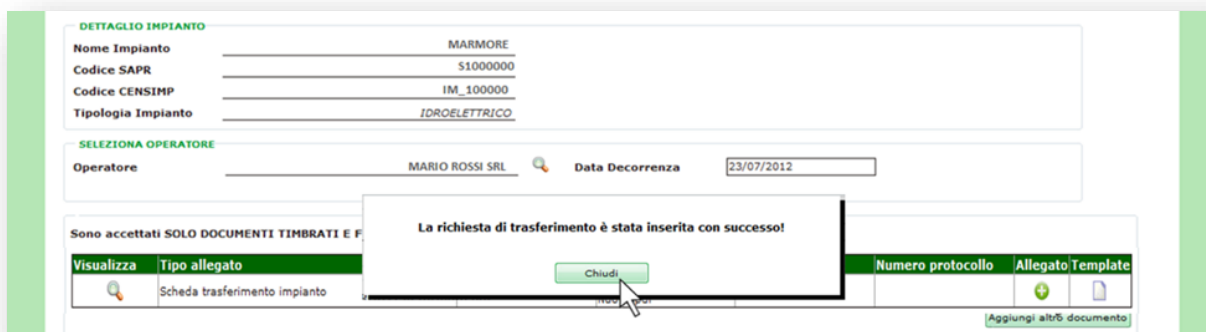 DETTAGLIO IMPIANTO
Nome Impianto MARMORE
Codice SAPR S1000000
Codice CENSIMP IM_100000
Tipologia Impianto IDROELETTRICO
SELEZIONA OPERATORE
Operatore MARIO ROSSI SRL Data Decorrenza 23/07/2012
La richiesta di trasferimento è stata inserita con successo!
Sono accettati SOLO DOCUMENTI TIMBRATI E
Chiudi
Visualizza Tipo allegato Numero protocollo Allegato Template
Scheda trasferimento impianto
Aggiungi altro documento